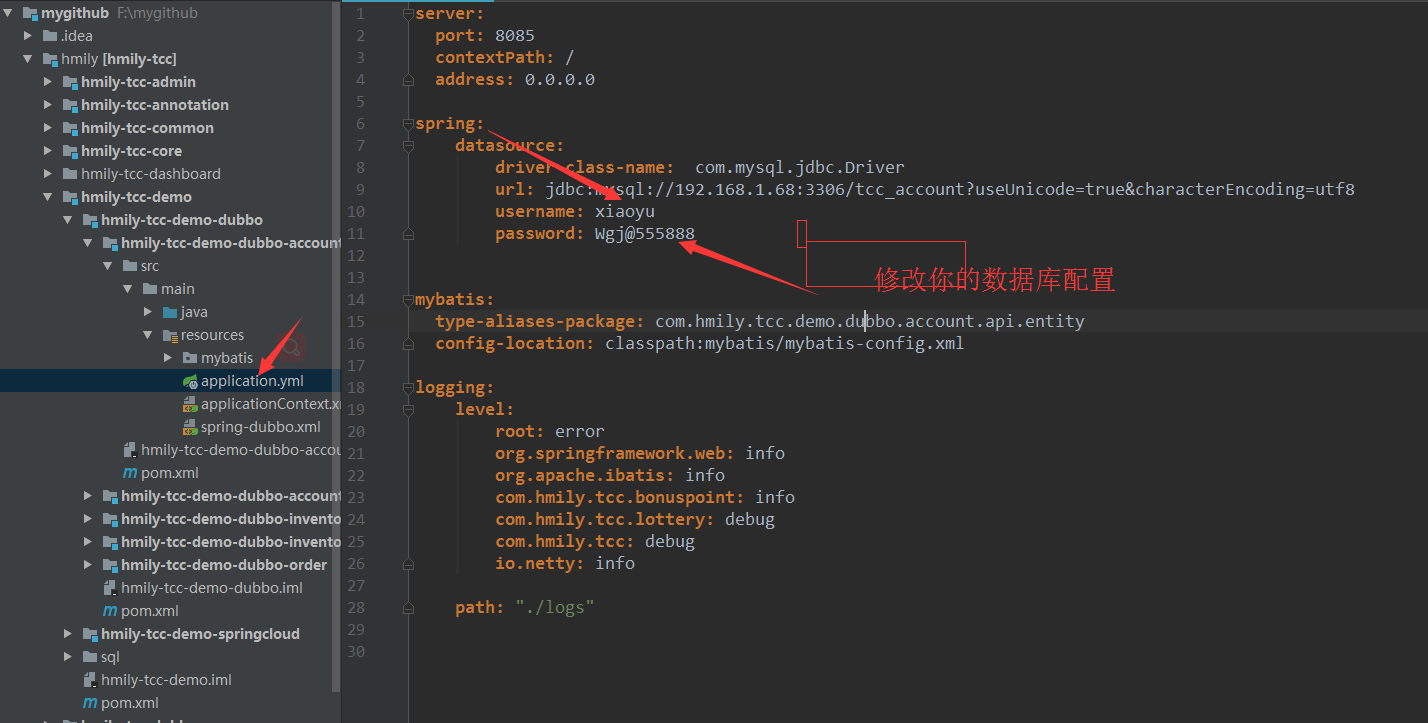 mygithub F:\mygithub
.idea
hmily [hmily-tcc]
hmily-tcc-admin
hmily-tcc-annotation
hmily-tcc-common
hmily-tcc-core
hmily-tcc-dashboard
hmily-tcc-demo
hmily-tcc-demo-dubbo
hmily-tcc-demo-dubbo-account
src
main
java
resources
mybatis
application.yml
applicationContext.x
spring-dubbo.xml
hmily-tcc-demo-dubbo-accou
pom.xml
hmily-tcc-demo-dubbo-account
hmily-tcc-demo-dubbo-invento
hmily-tcc-demo-dubbo-invento
hmily-tcc-demo-dubbo-order
hmily-tcc-demo-dubbo.iml
pom.xml
hmily-tcc-demo-springcloud
sql
hmily-tcc-demo.iml
pom.xml
1 server:
2 port: 8085
3 contextPath: /
4 address: 0.0.0.0
5
6 spring:
7 datasource:
8 driver-class-name: com.mysql.jdbc.Driver
9 url: jdbc:mysql://192.168.1.68:3306/tcc_account?useUnicode=true&characterEncoding=utf8
10 username: xiaoyu
11 password: Wgj@555888
12
13
修改你的数据库配置
14 mybatis:
15 type-aliases-package: com.hmily.tcc.demo.dubbo.account.api.entity
16 config-location: classpath:mybatis/mybatis-config.xml
17
18 logging:
19 level:
20 root: error
21 org.springframework.web: info
22 org.apache.ibatis: info
23 com.hmily.tcc.bonuspoint: info
24 com.hmily.tcc.lottery: debug
25 com.hmily.tcc: debug
26 io.netty: info
27
28 path: "./logs"
29
30